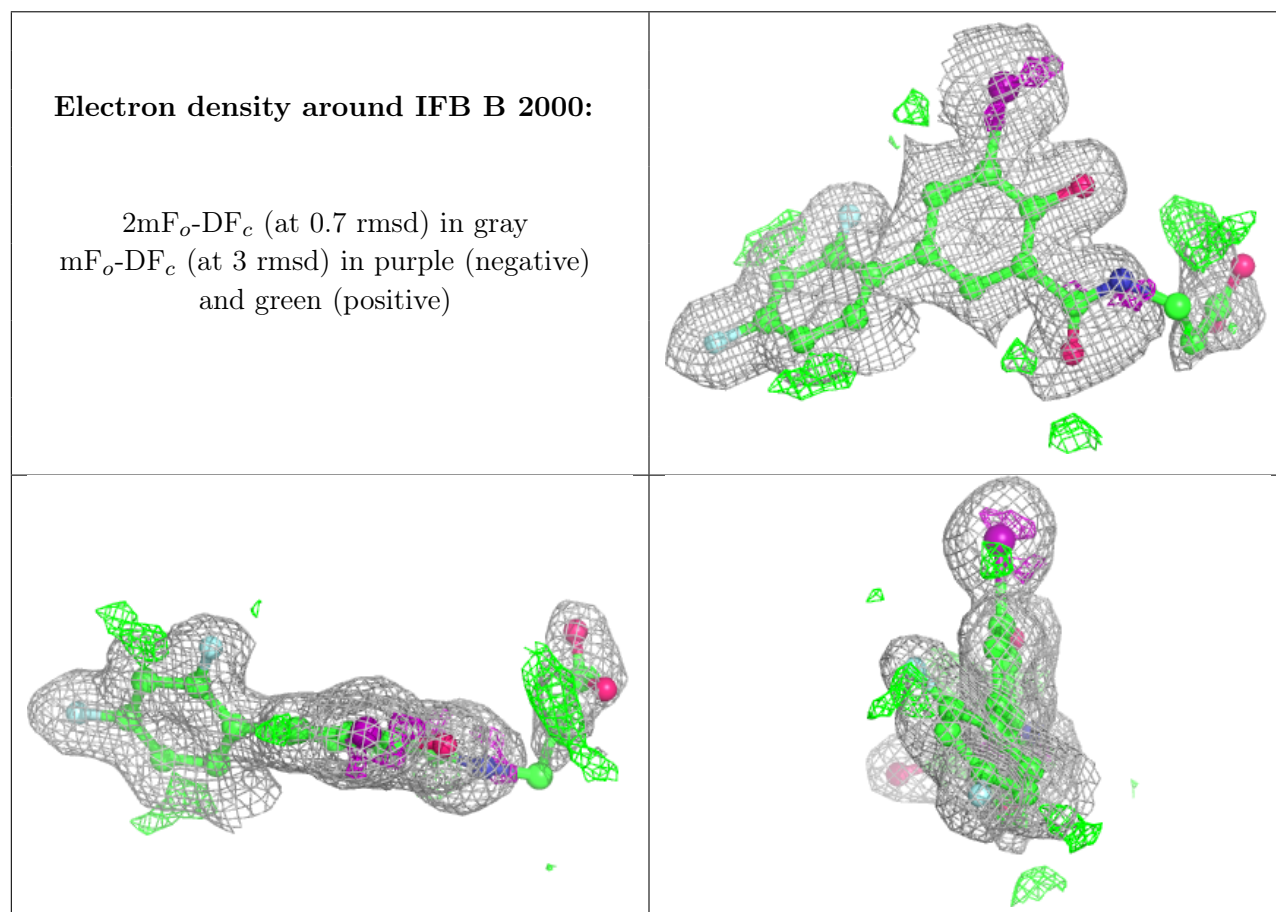 Electron density around IFB B 2000:
2mFₒ-DF𝒸 (at 0.7 rmsd) in gray
mFₒ-DF𝒸 (at 3 rmsd) in purple (negative)
and green (positive)